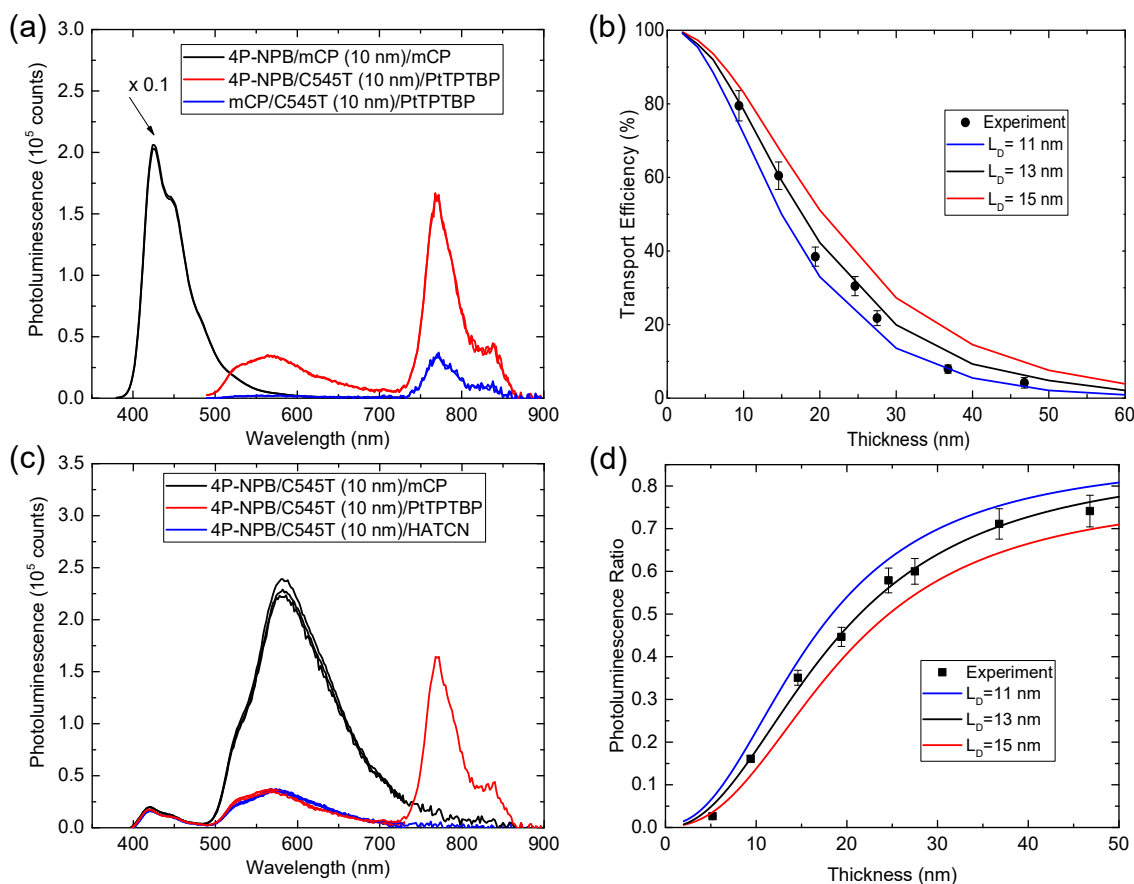 (a)
3.0
2.5
2.0
1.5
1.0
0.5
0.0
Photoluminescence (10⁵ counts)
x 0.1
4P-NPB/mCP (10 nm)/mCP
4P-NPB/C545T (10 nm)/PtTPTBP
mCP/C545T (10 nm)/PtTPTBP
400 500 600 700 800 900
Wavelength (nm)
(b)
100
80
60
40
20
0
Transport Efficiency (%)
Experiment
L_D= 11 nm
L_D= 13 nm
L_D= 15 nm
0 10 20 30 40 50 60
Thickness (nm)
(c)
3.5
3.0
2.5
2.0
1.5
1.0
0.5
0.0
Photoluminescence (10⁵ counts)
4P-NPB/C545T (10 nm)/mCP
4P-NPB/C545T (10 nm)/PtTPTBP
4P-NPB/C545T (10 nm)/HATCN
400 500 600 700 800 900
Wavelength (nm)
(d)
0.8
0.7
0.6
0.5
0.4
0.3
0.2
0.1
0.0
Photoluminescence Ratio
Experiment
L_D=11 nm
L_D=13 nm
L_D=15 nm
0 10 20 30 40 50
Thickness (nm)